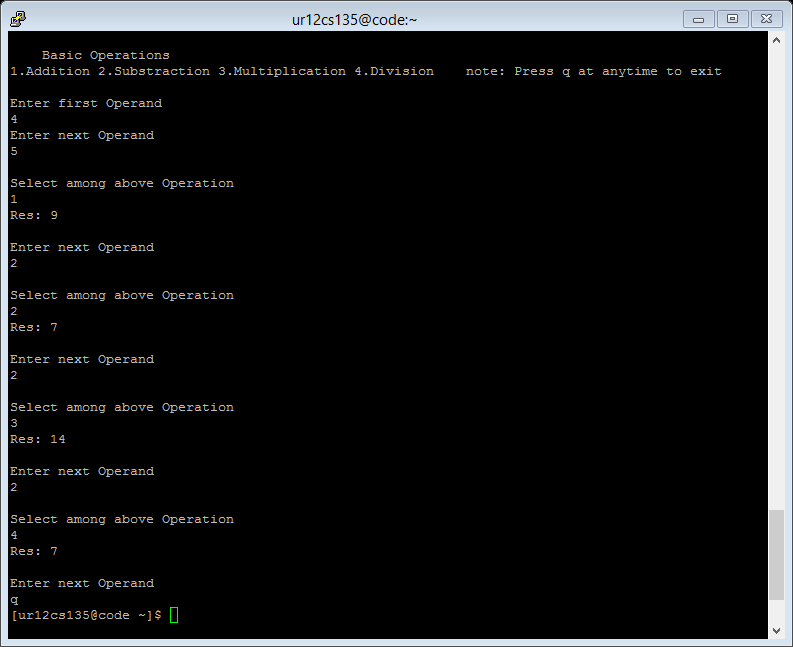 ur12cs135@code:~
Basic Operations
1.Addition 2.Substraction 3.Multiplication 4.Division    note: Press q at anytime to exit
Enter first Operand
4
Enter next Operand
5
Select among above Operation
1
Res: 9
Enter next Operand
2
Select among above Operation
2
Res: 7
Enter next Operand
2
Select among above Operation
3
Res: 14
Enter next Operand
2
Select among above Operation
4
Res: 7
Enter next Operand
q
[ur12cs135@code ~]$